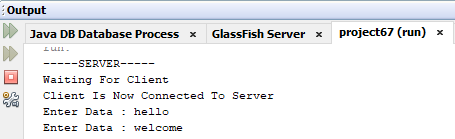 Output
Java DB Database Process × GlassFish Server × project67 (run) ×
run:
-----SERVER-----
Waiting For Client
Client Is Now Connected To Server
Enter Data : hello
Enter Data : welcome